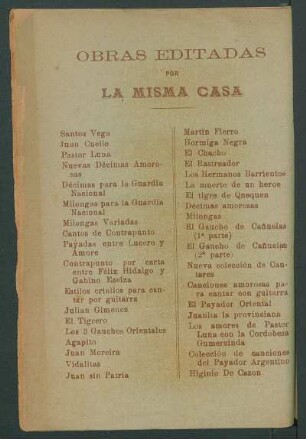 OBRAS EDITADAS
POR
LA MISMA CASA
Santos Vega
Juan Cuello
Pastor Luna
Nuevas Décimas Amoro-
sas
Décimas para la Guardia
Nacional
Milongas para la Guardia
Nacional
Milongas Variadas
Cantos de Contrapunto
Payadas entre Lucero y
Amore
Contrapunto por carta
entre Félix Hidalgo y
Gabino Eseiza
Estilos criollos para can-
tar por guitarra
Julian Gimenez
El Tigrero
Los 5 Gauchos Orientales
Agapito
Juan Moreira
Vidalitas
Juan sin Patria
Martin Fierro
Hormiga Negra
El Chacho
El Rastreador
Los Hermanos Barrientos
La muerte de un heroe
El tigre de Quequen
Décimas amorosas
Milongas
El Gaucho de Cañuelas
(1ª parte)
El Gaucho de Cañuelas
(2ª parte)
Nueva colección de Can-
tares
Canciones amorosas pa-
ra cantar con guitarra
El Payador Oriental
Juanita la provinciana
Los amores de Pastor
Luna con la Cordobeza
Gumersinda
Colección de canciones
del Payador Argentino
Higinio De Cazon